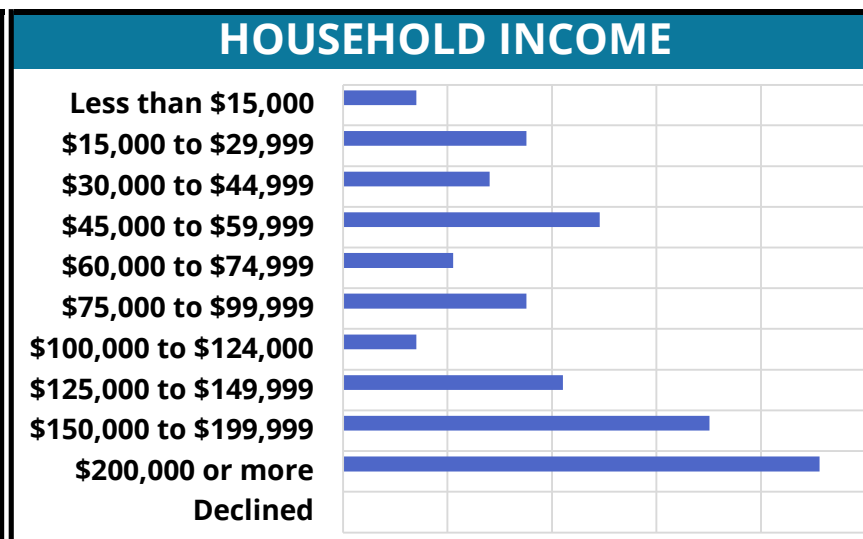 HOUSEHOLD INCOME
Less than $15,000
$15,000 to $29,999
$30,000 to $44,999
$45,000 to $59,999
$60,000 to $74,999
$75,000 to $99,999
$100,000 to $124,000
$125,000 to $149,999
$150,000 to $199,999
$200,000 or more
Declined